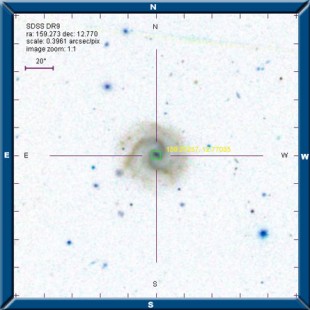 N
SDSS DR9
ra: 159.273 dec: 12.770
scale: 0.3961 arcsec/pix
image zoom: 1:1
20"
N
E
E
W
W
S
S